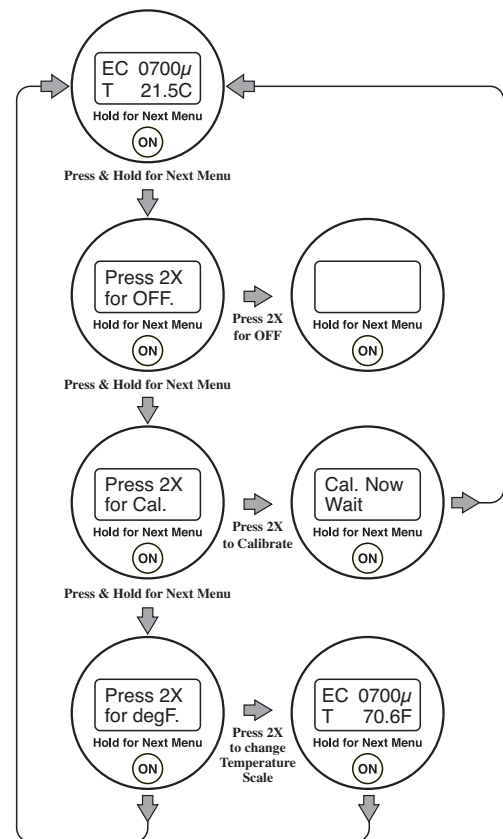 EC 0700µ
T 21.5C
Hold for Next Menu
ON
Press & Hold for Next Menu
Press 2X
for OFF.
Hold for Next Menu
ON
Press 2X
for OFF
Hold for Next Menu
ON
Press & Hold for Next Menu
Press 2X
for Cal.
Hold for Next Menu
ON
Press 2X
to Calibrate
Cal. Now
Wait
Hold for Next Menu
ON
Press & Hold for Next Menu
Press 2X
for degF.
Hold for Next Menu
ON
Press 2X
to change
Temperature
Scale
EC 0700µ
T 70.6F
Hold for Next Menu
ON